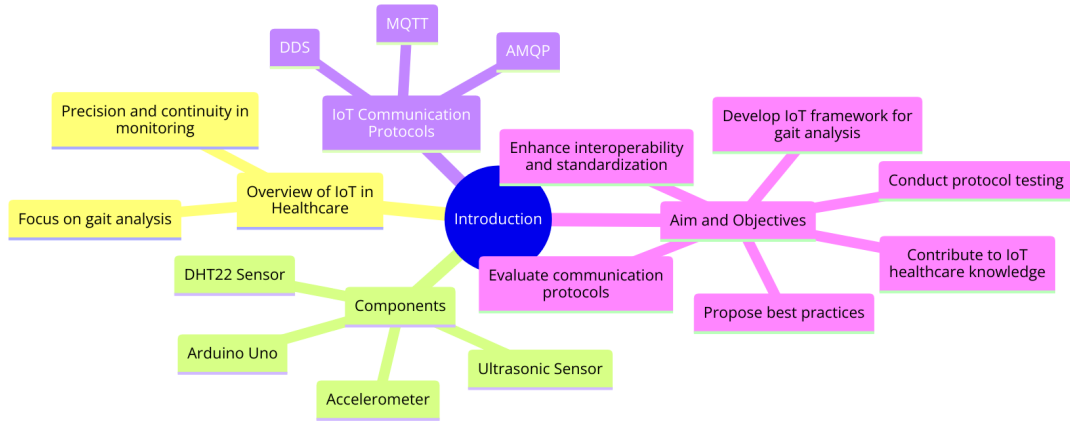 MQTT
DDS
AMQP
IoT Communication
Protocols
Precision and continuity in
monitoring
Overview of IoT in
Healthcare
Focus on gait analysis
Introduction
Enhance interoperability
and standardization
Develop IoT framework for
gait analysis
Conduct protocol testing
Aim and Objectives
Contribute to IoT
healthcare knowledge
Evaluate communication
protocols
Propose best practices
DHT22 Sensor
Components
Arduino Uno
Accelerometer
Ultrasonic Sensor